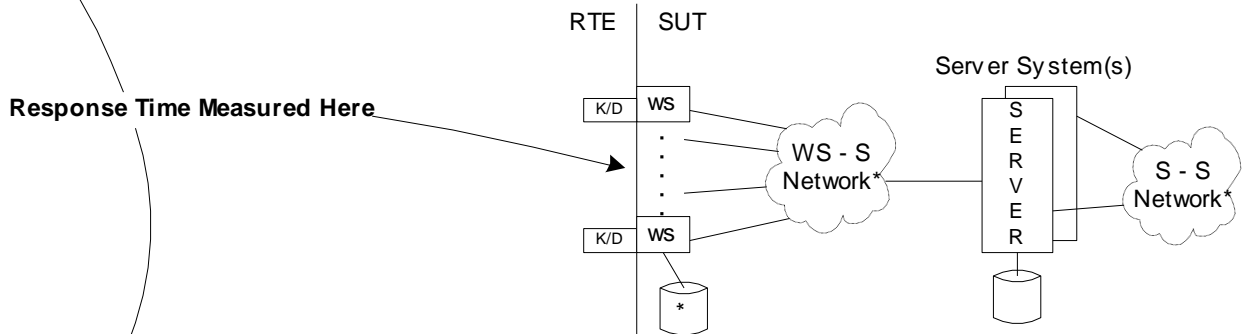 RTE SUT
Server System(s)
Response Time Measured Here
K/D WS
WS - S
Network*
S
E
R
V
E
R
S - S
Network*
K/D WS
*